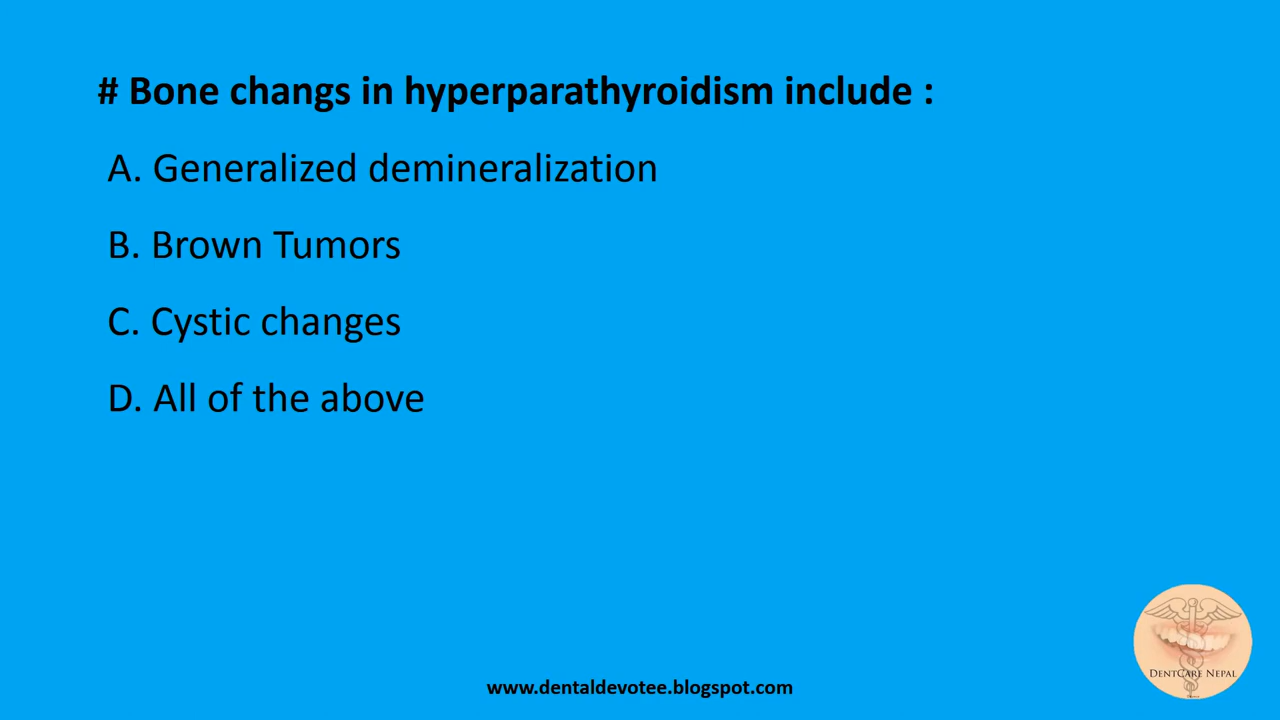 # Bone changs in hyperparathyroidism include :
A. Generalized demineralization
B. Brown Tumors
C. Cystic changes
D. All of the above
DentCare Nepal
www.dentaldevotee.blogspot.com